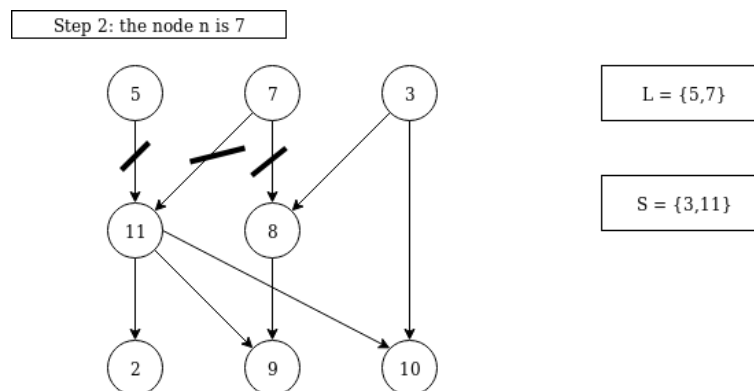 Step 2: the node n is 7
5
7
3
L = {5,7}
11
8
S = {3,11}
2
9
10